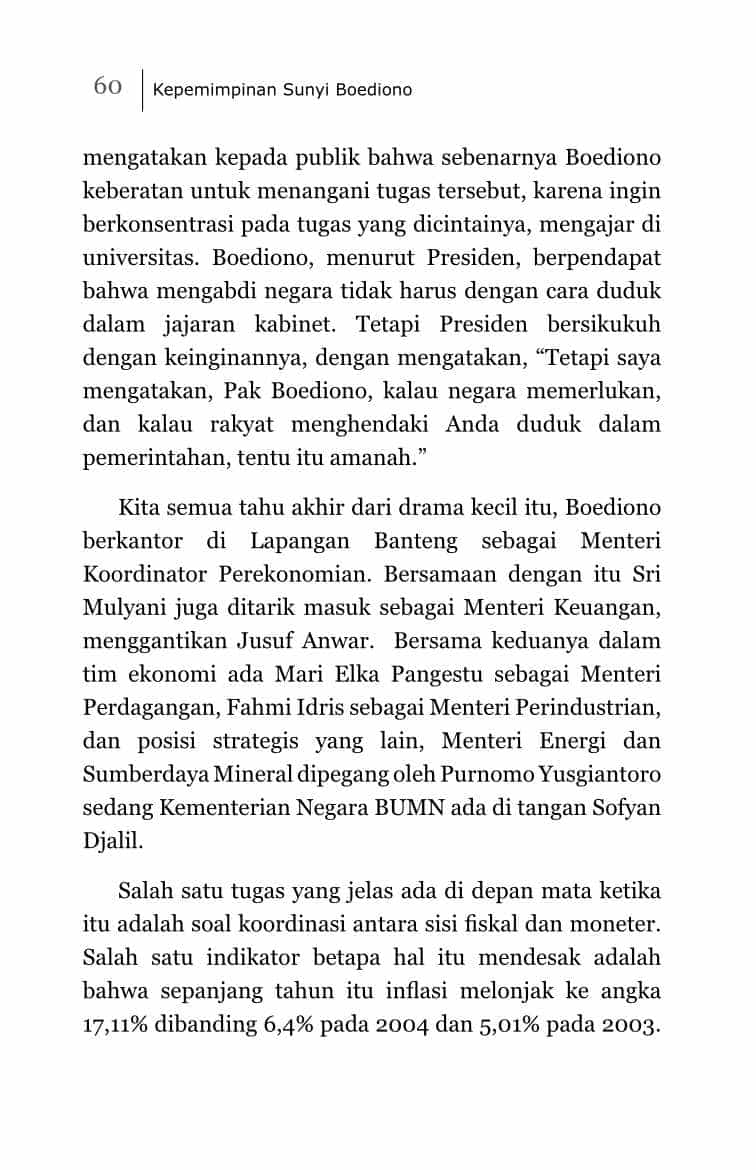 60
Kepemimpinan Sunyi Boediono
mengatakan kepada publik bahwa sebenarnya Boediono
keberatan untuk menangani tugas tersebut, karena ingin
berkonsentrasi pada tugas yang dicintainya, mengajar di
universitas. Boediono, menurut Presiden, berpendapat
bahwa mengabdi negara tidak harus dengan cara duduk
dalam jajaran kabinet. Tetapi Presiden bersikukuh
dengan keinginannya, dengan mengatakan, “Tetapi saya
mengatakan, Pak Boediono, kalau negara memerlukan,
dan kalau rakyat menghendaki Anda duduk dalam
pemerintahan, tentu itu amanah.”
Kita semua tahu akhir dari drama kecil itu, Boediono
berkantor di Lapangan Banteng sebagai Menteri
Koordinator Perekonomian. Bersamaan dengan itu Sri
Mulyani juga ditarik masuk sebagai Menteri Keuangan,
menggantikan Jusuf Anwar. Bersama keduanya dalam
tim ekonomi ada Mari Elka Pangestu sebagai Menteri
Perdagangan, Fahmi Idris sebagai Menteri Perindustrian,
dan posisi strategis yang lain, Menteri Energi dan
Sumberdaya Mineral dipegang oleh Purnomo Yusgiantoro
sedang Kementerian Negara BUMN ada di tangan Sofyan
Djalil.
Salah satu tugas yang jelas ada di depan mata ketika
itu adalah soal koordinasi antara sisi fiskal dan moneter.
Salah satu indikator betapa hal itu mendesak adalah
bahwa sepanjang tahun itu inflasi melonjak ke angka
17,11% dibanding 6,4% pada 2004 dan 5,01% pada 2003.